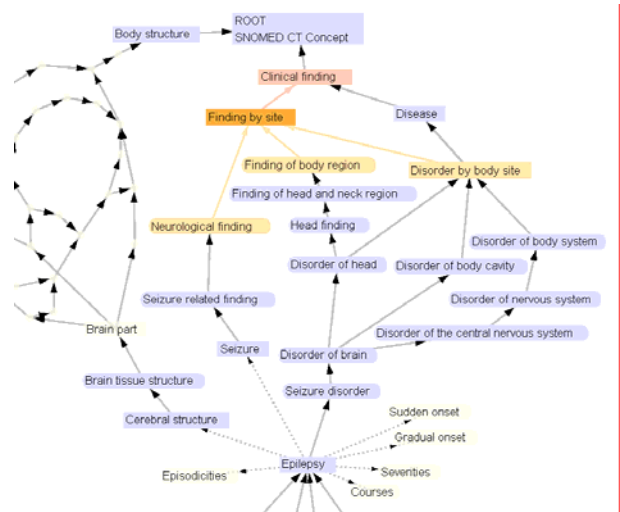 ROOT
Body structure
SNOMED CT Concept
Clinical finding
Finding by site
Disease
Finding of body region
Disorder by body site
Finding of head and neck region
Neurological finding
Head finding
Disorder of body system
Disorder of head
Disorder of body cavity
Seizure related finding
Disorder of nervous system
Brain part
Disorder of the central nervous system
Seizure
Disorder of brain
Brain tissue structure
Seizure disorder
Cerebral structure
Sudden onset
Gradual onset
Epilepsy
Episodicities
Seventies
Courses